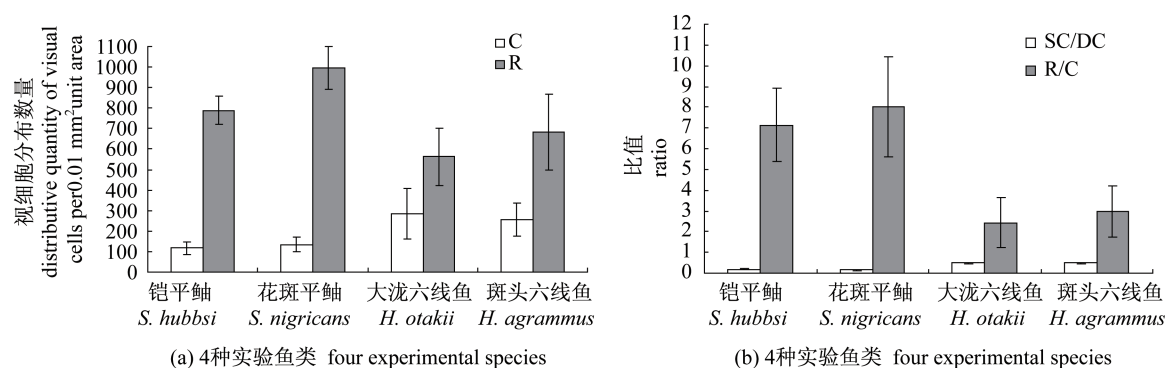 视细胞分布数量
distributive quantity of visual
cells per0.01 mm²unit area
1100
1000
900
800
700
600
500
400
300
200
100
0
C
R
铠平鲉
花斑平鲉
大泷六线鱼
斑头六线鱼
S. hubbsi
S. nigricans
H. otakii
H. agrammus
(a) 4种实验鱼类 four experimental species
比值
ratio
12
11
10
9
8
7
6
5
4
3
2
1
0
SC/DC
R/C
铠平鲉
花斑平鲉
大泷六线鱼
斑头六线鱼
S. hubbsi
S. nigricans
H. otakii
H. agrammus
(b) 4种实验鱼类 four experimental species